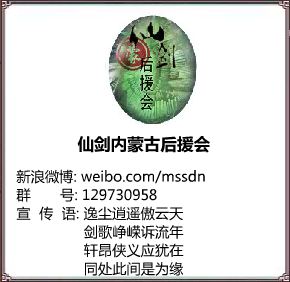 仙剑
后援会
仙剑内蒙古后援会
新浪微博: weibo.com/mssdn
群 号: 129730958
宣 传 语: 逸尘逍遥傲云天
剑歌峥嵘诉流年
轩昂侠义应犹在
同处此间是为缘